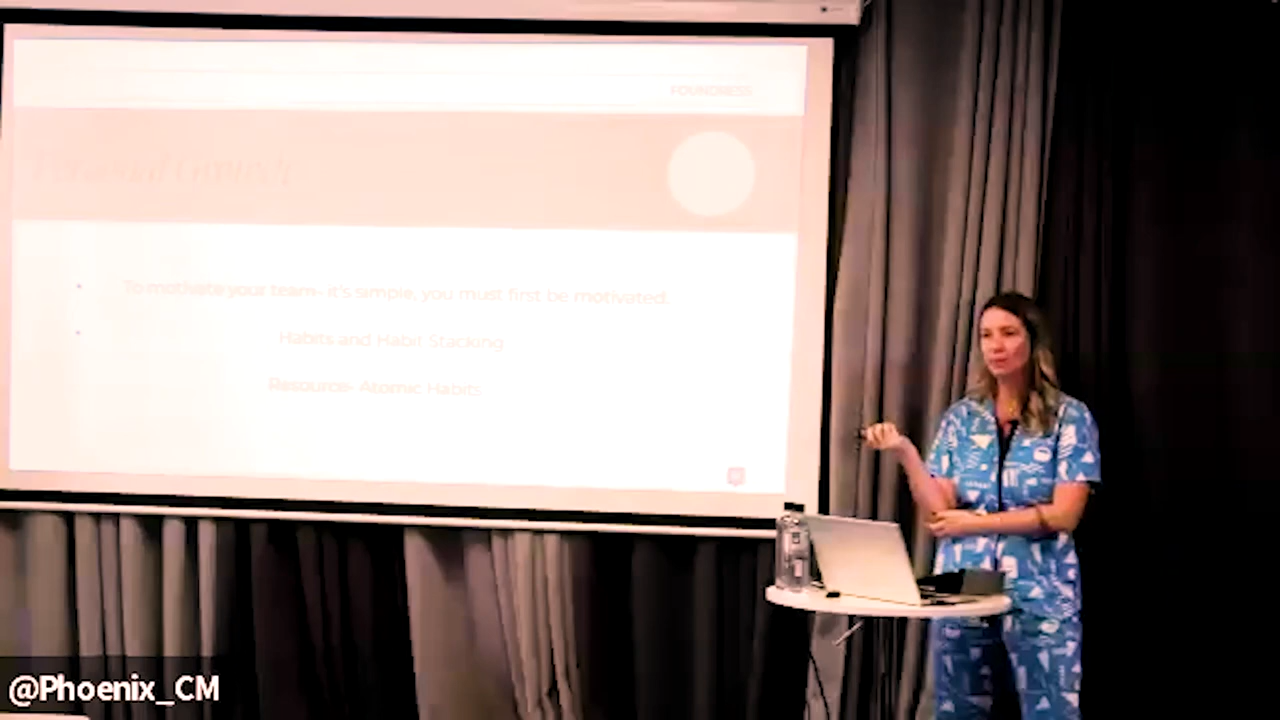 FOUNDRESS
Personal Growth
To motivate your team- it's simple, you must first be motivated.
Habits and Habit Stacking
Resource- Atomic Habits
@Phoenix_CM